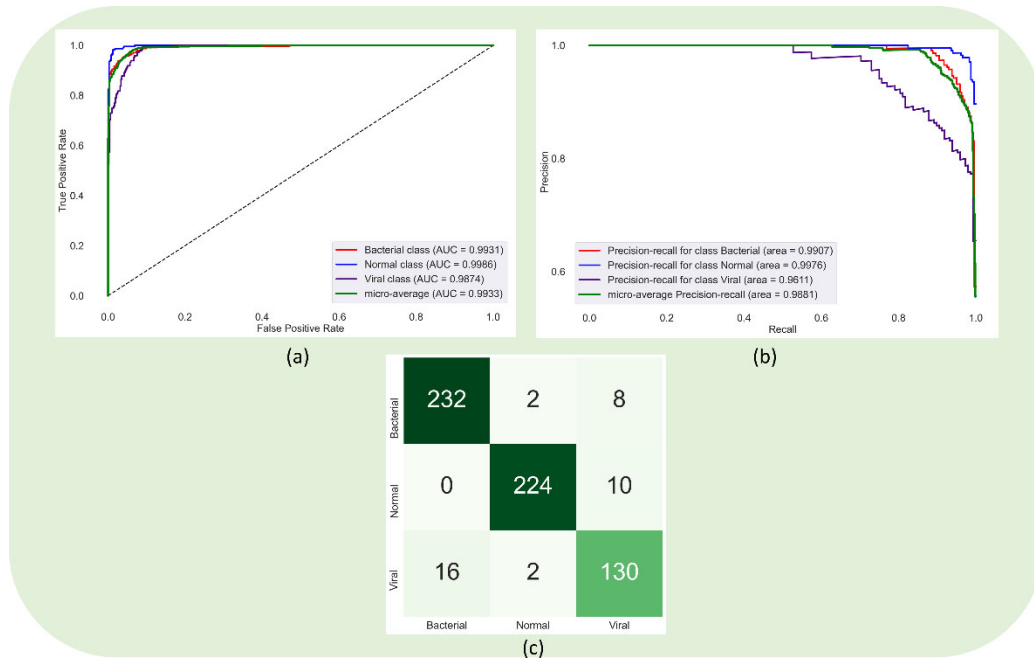 1.0
0.8
0.6
0.4
0.2
0.0
True Positive Rate
Bacterial class (AUC = 0.9931)
Normal class (AUC = 0.9986)
Viral class (AUC = 0.9874)
micro-average (AUC = 0.9933)
0.0 0.2 0.4 0.6 0.8 1.0
False Positive Rate
(a)
1.0
0.8
0.6
Precision
Precision-recall for class Bacterial (area = 0.9907)
Precision-recall for class Normal (area = 0.9976)
Precision-recall for class Viral (area = 0.9611)
micro-average Precision-recall (area = 0.9881)
0.0 0.2 0.4 0.6 0.8 1.0
Recall
(b)
Bacterial 232 2 8
Normal 0 224 10
Viral 16 2 130
Bacterial Normal Viral
(c)